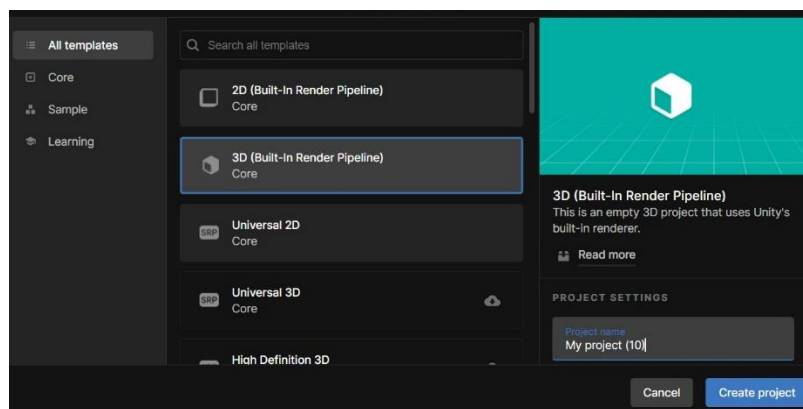 All templates
Core
Sample
Learning
Search all templates
2D (Built-In Render Pipeline)
Core
3D (Built-In Render Pipeline)
Core
SRP
Universal 2D
Core
SRP
Universal 3D
Core
High Definition 3D
3D (Built-In Render Pipeline)
This is an empty 3D project that uses Unity's
built-in renderer.
Read more
PROJECT SETTINGS
Project name
My project (10)
Cancel
Create project